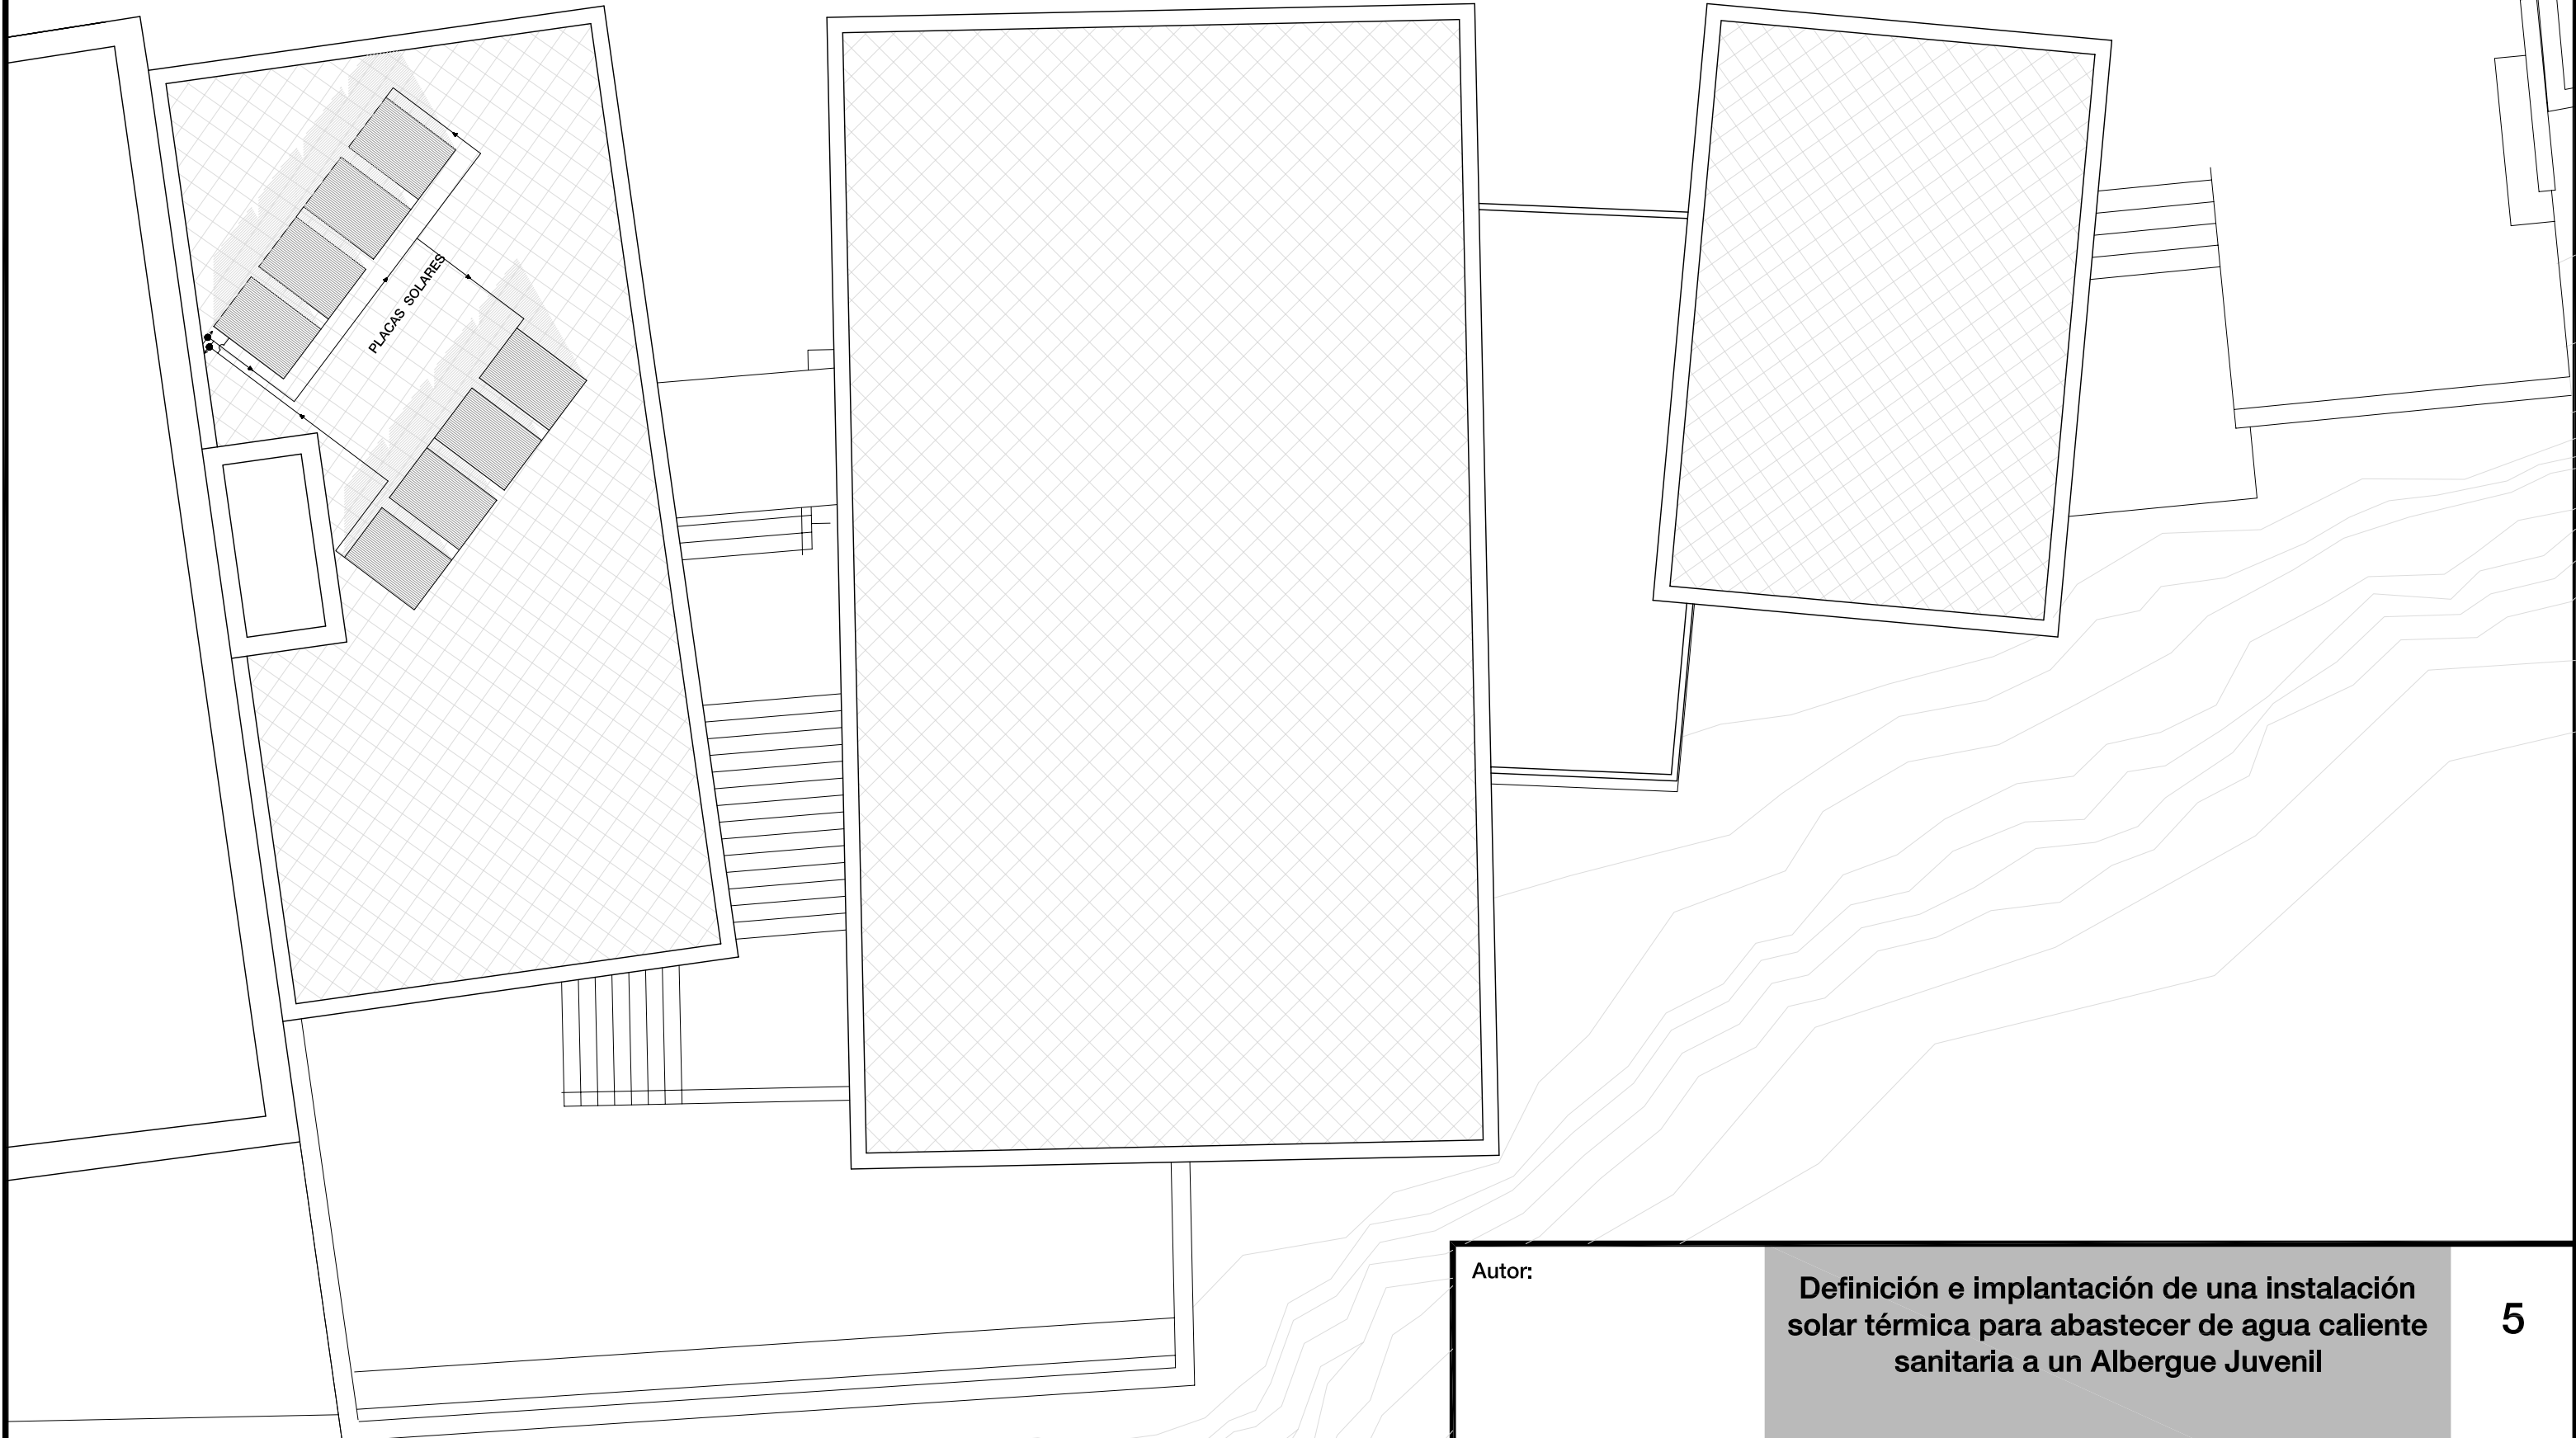 PLACAS SOLARES
Autor:
Definición e implantación de una instalación
solar térmica para abastecer de agua caliente
sanitaria a un Albergue Juvenil
5